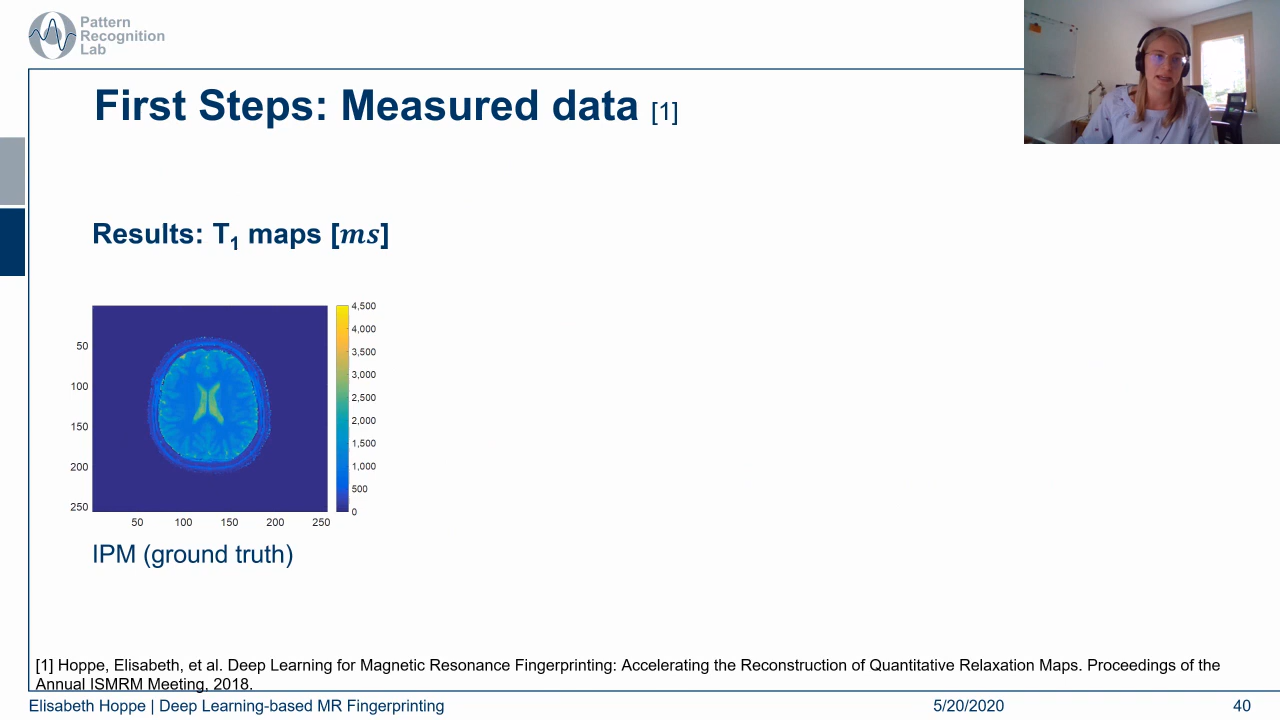 Pattern
Recognition
Lab
First Steps: Measured data [1]
Results: T₁ maps [ms]
4,500
4,000
3,500
3,000
2,500
2,000
1,500
1,000
500
0
50
100
150
200
250
50 100 150 200 250
IPM (ground truth)
[1] Hoppe, Elisabeth, et al. Deep Learning for Magnetic Resonance Fingerprinting: Accelerating the Reconstruction of Quantitative Relaxation Maps. Proceedings of the
Annual ISMRM Meeting, 2018.
Elisabeth Hoppe | Deep Learning-based MR Fingerprinting 5/20/2020 40